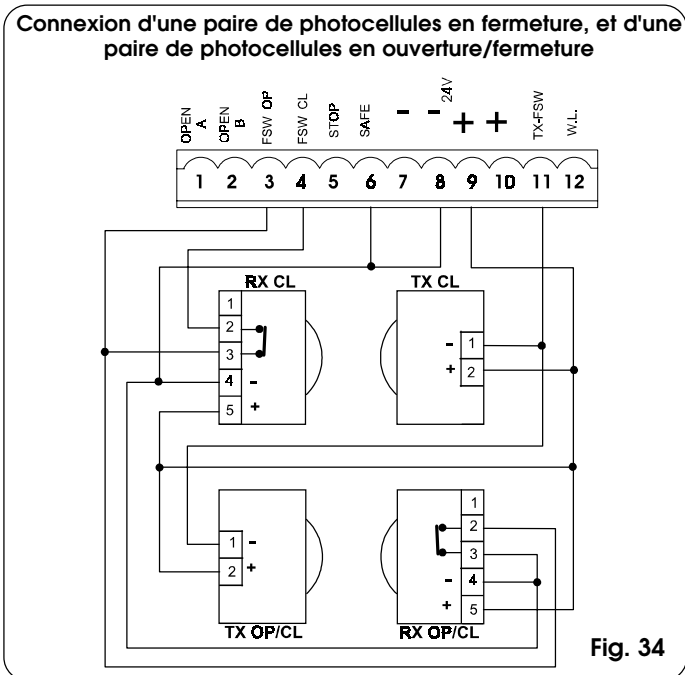 Connexion d'une paire de photocellules en fermeture, et d'une
paire de photocellules en ouverture/fermeture
OPEN A
OPEN B
FSW OP
FSW CL
STOP
SAFE
-
-
24V
+
+
TX-FSW
W.L.
1 2 3 4 5 6 7 8 9 10 11 12
RX CL
1
2
3
4 -
5 +
TX CL
- 1
+ 2
1 -
2 +
TX OP/CL
1
2
3
- 4
+ 5
RX OP/CL
Fig. 34